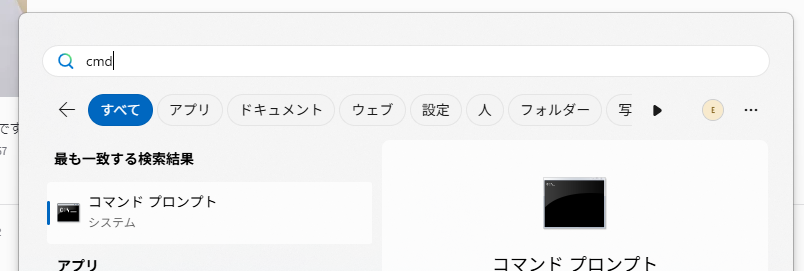 cmd
すべて アプリ ドキュメント ウェブ 設定 人 フォルダー 写 E
です
57
最も一致する検索結果
コマンド プロンプト
システム
コマンド プロンプト
アプリ